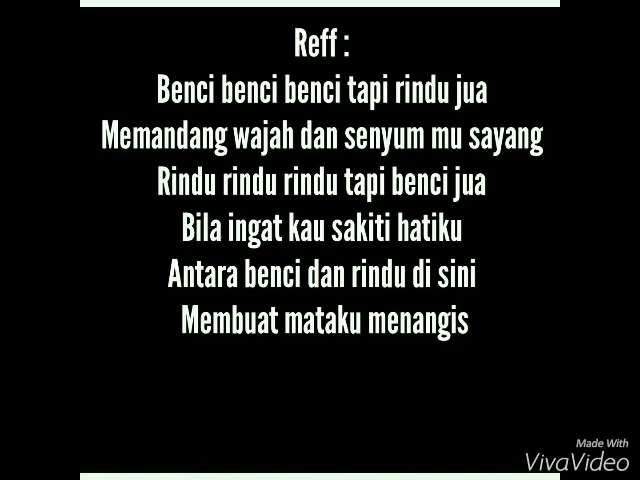 Reff :
Benci benci benci tapi rindu jua
Memandang wajah dan senyum mu sayang
Rindu rindu rindu tapi benci jua
Bila ingat kau sakiti hatiku
Antara benci dan rindu di sini
Membuat mataku menangis
Made With
VivaVideo